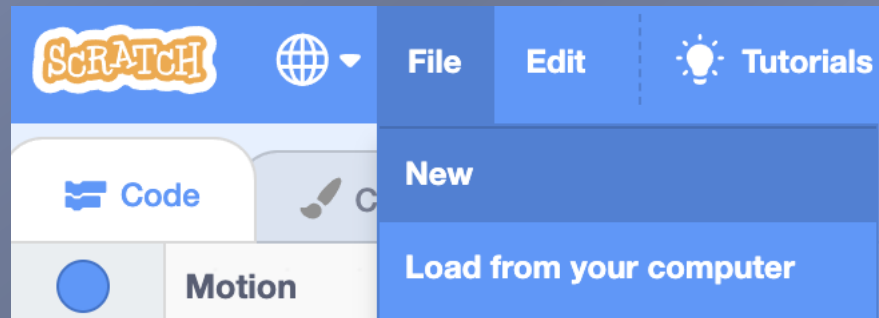 SCRATCH File Edit Tutorials
New
Code
Load from your computer
Motion